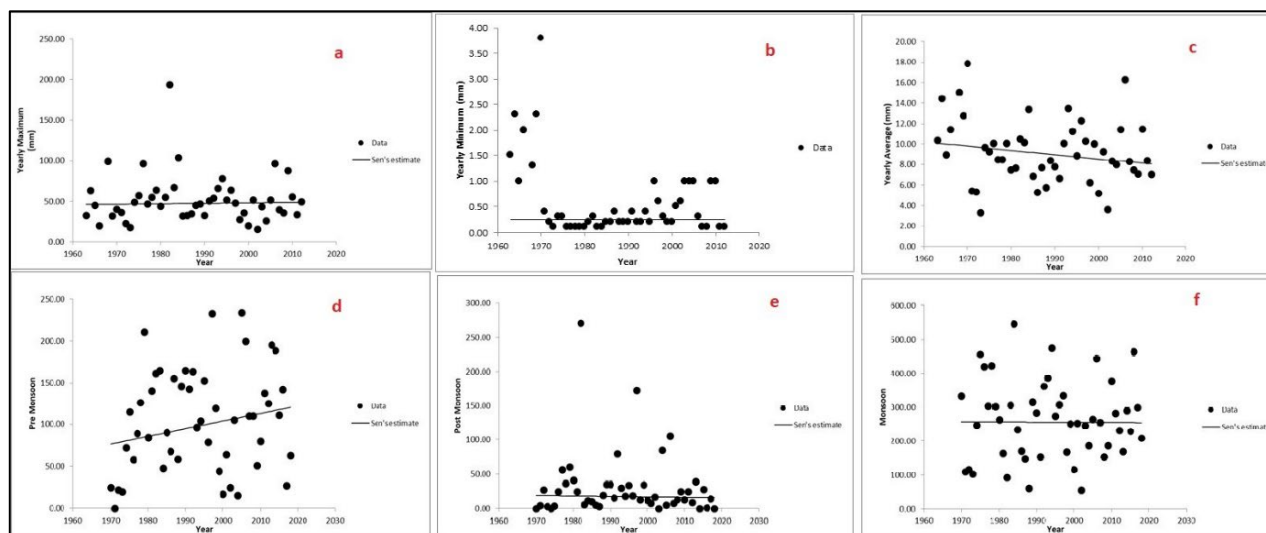 a
250.00
200.00
150.00
100.00
50.00
0.00
1960 1970 1980 1990 2000 2010 2020
Year
Yearly Maximum
(mm)
Data
Sen's estimate
b
4.00
3.50
3.00
2.50
2.00
1.50
1.00
0.50
0.00
1960 1970 1980 1990 2000 2010 2020
Year
Yearly Minimum (mm)
Data
c
20.00
18.00
16.00
14.00
12.00
10.00
8.00
6.00
4.00
2.00
0.00
1960 1970 1980 1990 2000 2010 2020
Year
Yearly Average (mm)
Data
Sen's estimate
d
250.00
200.00
150.00
100.00
50.00
0.00
1960 1970 1980 1990 2000 2010 2020 2030
Year
Pre Monsoon
Data
Sen's estimate
e
300.00
250.00
200.00
150.00
100.00
50.00
0.00
1960 1970 1980 1990 2000 2010 2020 2030
Year
Post Monsoon
Data
Sen's estimate
f
600.00
500.00
400.00
300.00
200.00
100.00
0.00
1960 1970 1980 1990 2000 2010 2020 2030
Year
Monsoon
Data
Sen's estimate